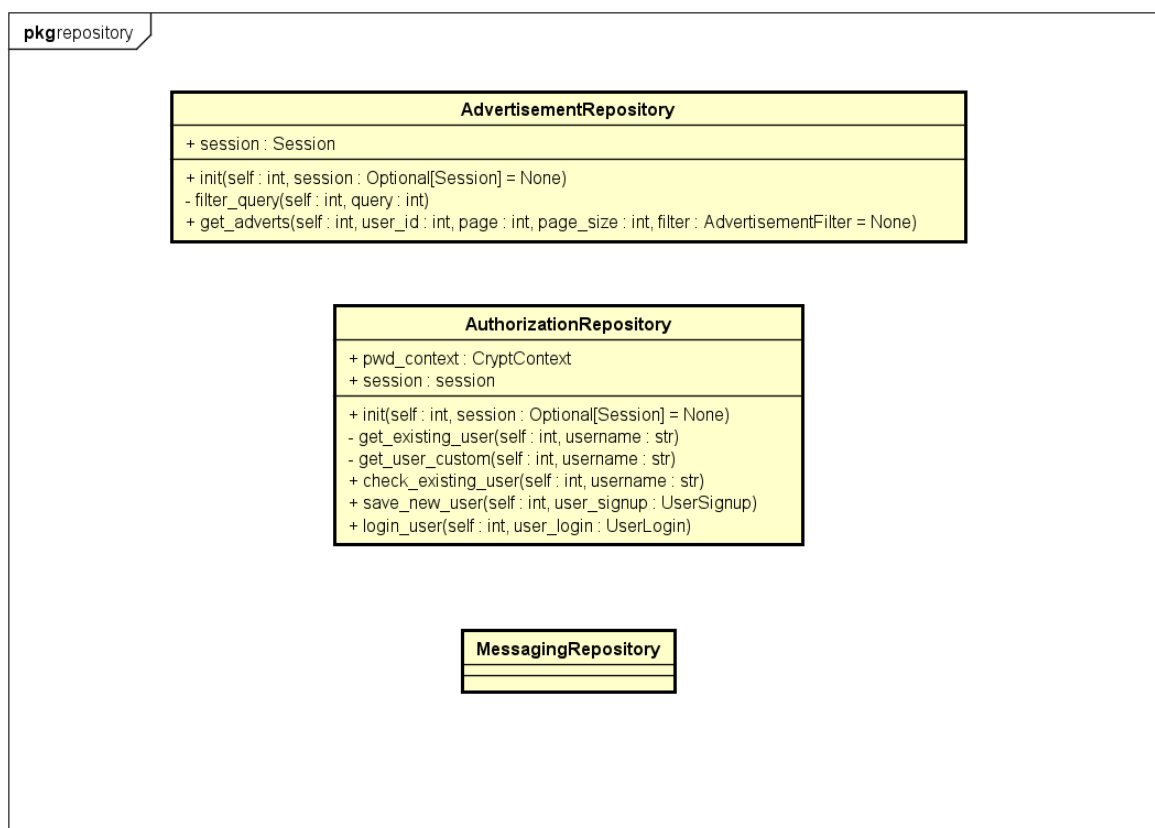 pkgrepository
AdvertisementRepository
+ session : Session
+ init(self : int, session : Optional[Session] = None)
- filter_query(self : int, query : int)
+ get_adverts(self : int, user_id : int, page : int, page_size : int, filter : AdvertisementFilter = None)
AuthorizationRepository
+ pwd_context : CryptContext
+ session : session
+ init(self : int, session : Optional[Session] = None)
- get_existing_user(self : int, username : str)
- get_user_custom(self : int, username : str)
+ check_existing_user(self : int, username : str)
+ save_new_user(self : int, user_signup : UserSignup)
+ login_user(self : int, user_login : UserLogin)
MessagingRepository